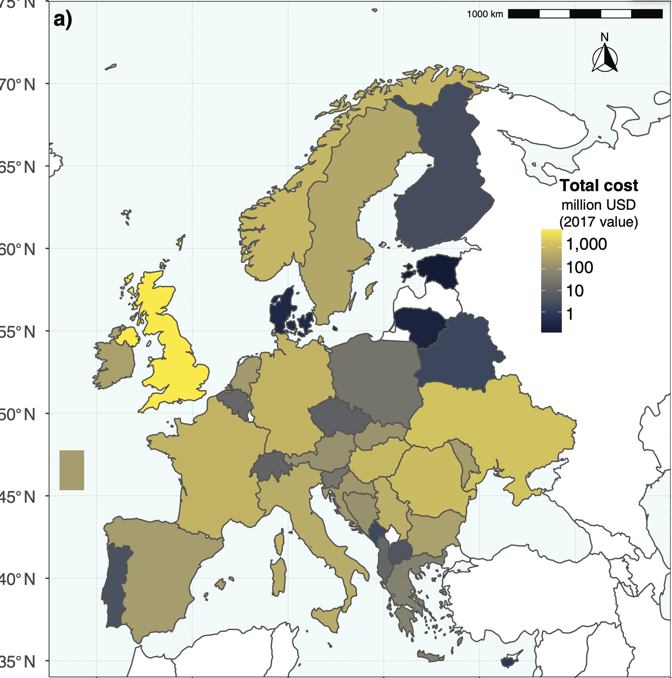 75° N
a)
1000 km
N
70° N
65° N
Total cost
million USD
(2017 value)
1,000
100
10
1
60° N
55° N
50° N
45° N
40° N
35° N